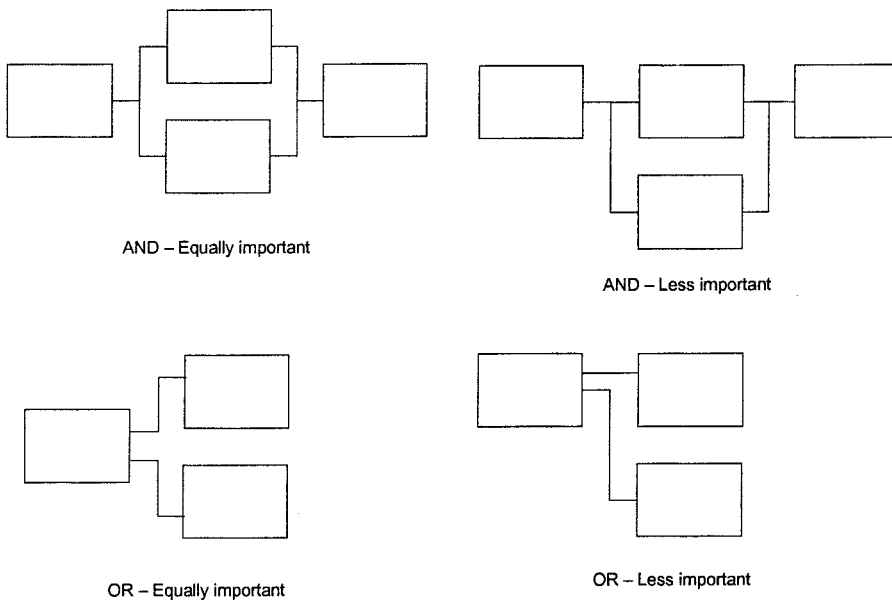 AND – Equally important
AND – Less important
OR – Equally important
OR – Less important